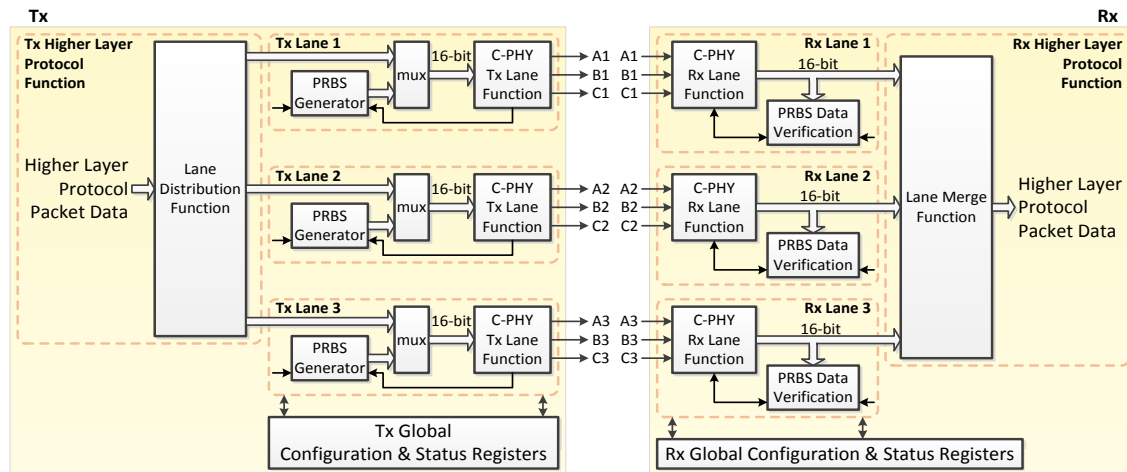 Tx
Rx
Tx Higher Layer
Protocol
Function
Higher Layer
Protocol
Packet Data
Lane
Distribution
Function
Tx Lane 1
PRBS
Generator
mux
16-bit
C-PHY
Tx Lane
Function
A1
B1
C1
Tx Lane 2
PRBS
Generator
mux
16-bit
C-PHY
Tx Lane
Function
A2
B2
C2
Tx Lane 3
PRBS
Generator
mux
16-bit
C-PHY
Tx Lane
Function
A3
B3
C3
Tx Global
Configuration & Status Registers
A1
B1
C1
C-PHY
Rx Lane
Function
Rx Lane 1
16-bit
PRBS Data
Verification
A2
B2
C2
C-PHY
Rx Lane
Function
Rx Lane 2
16-bit
PRBS Data
Verification
A3
B3
C3
C-PHY
Rx Lane
Function
Rx Lane 3
16-bit
PRBS Data
Verification
Rx Global Configuration & Status Registers
Lane Merge
Function
Rx Higher Layer
Protocol
Function
Higher Layer
Protocol
Packet Data